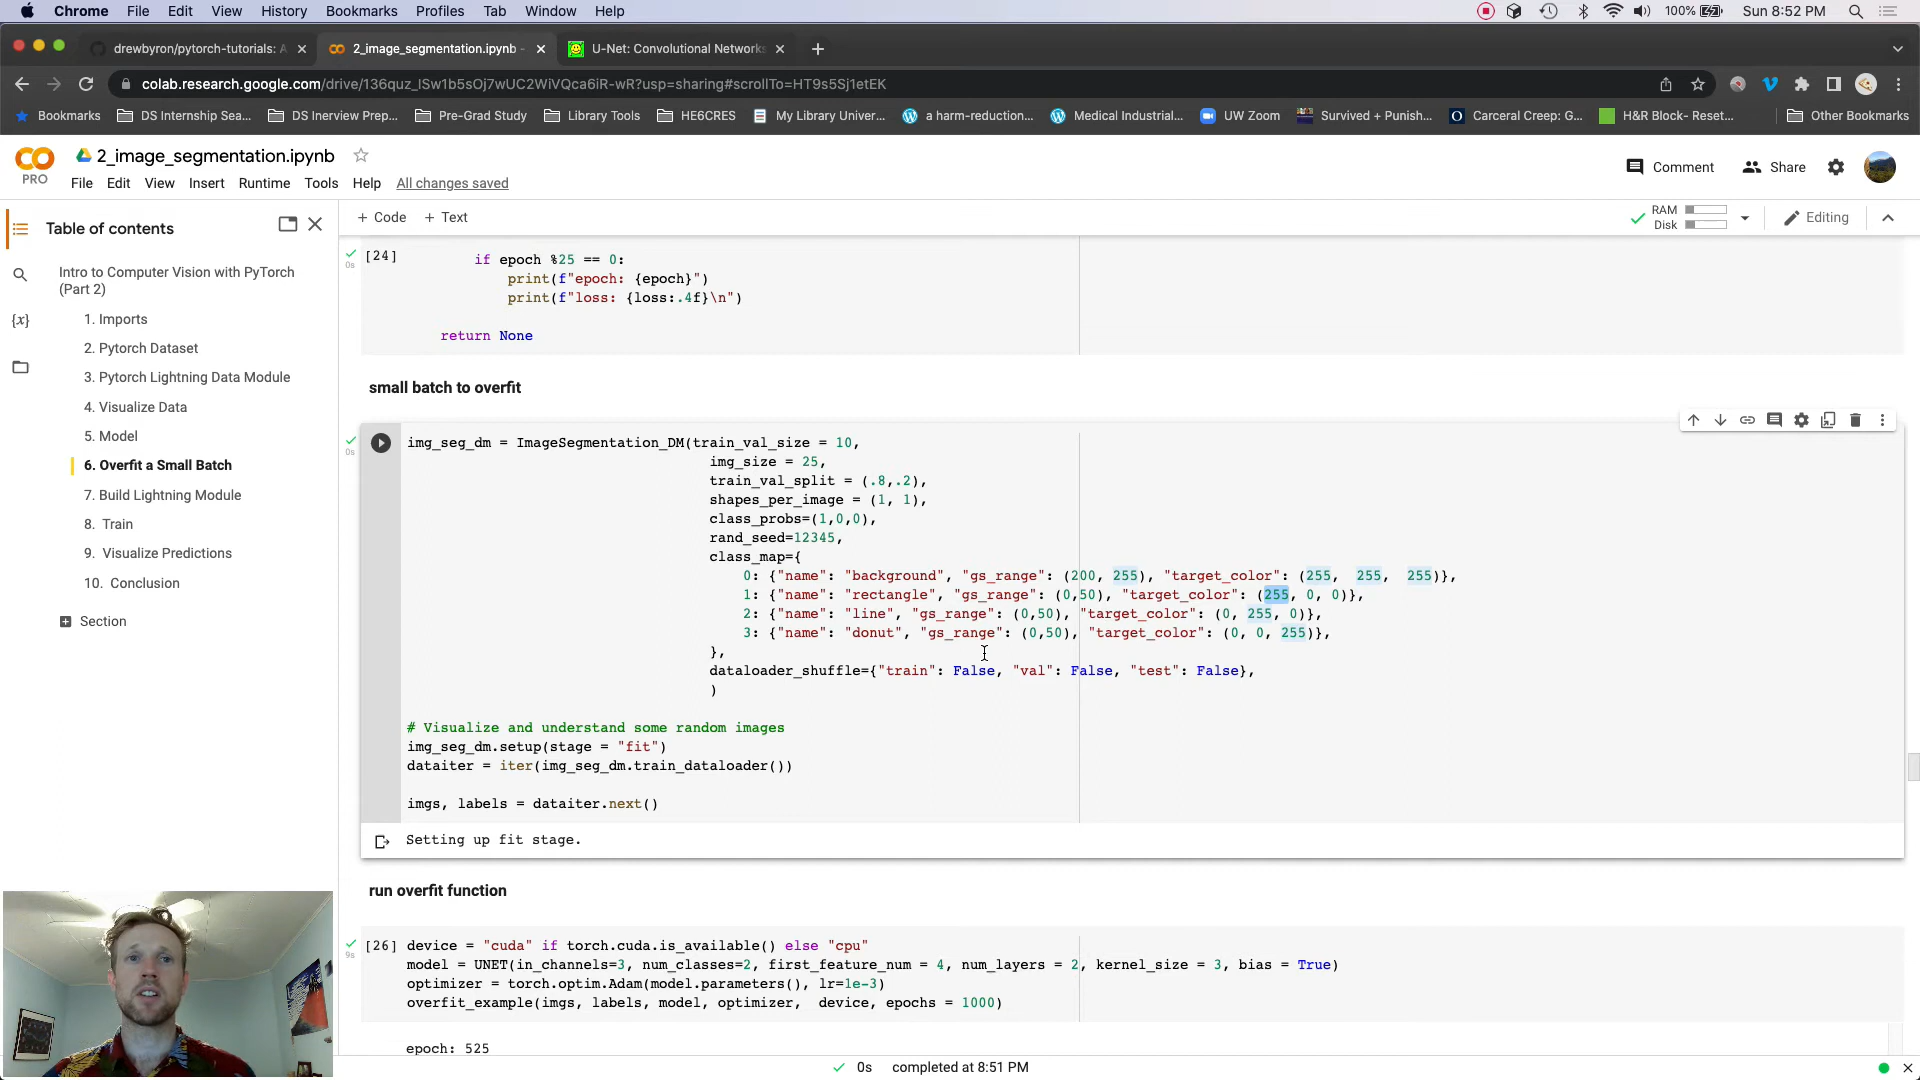 Chrome File Edit View History Bookmarks Profiles Tab Window Help 100% Sun 8:52 PM
drewbyron/pytorch-tutorials: A 2_image_segmentation.ipynb - U-Net: Convolutional Networks
colab.research.google.com/drive/136quz_lSw1b5sOj7wUC2WiVQca6iR-wR?usp=sharing#scrollTo=HT9s5Sj1etEK
Bookmarks DS Internship Sea... DS Inerview Prep... Pre-Grad Study Library Tools HE6CRES My Library Univer... a harm-reduction... Medical Industrial... UW Zoom Survived + Punish... Carceral Creep: G... H&R Block- Reset... Other Bookmarks
PRO 2_image_segmentation.ipynb Comment Share
File Edit View Insert Runtime Tools Help All changes saved
Table of contents
+ Code + Text RAM Disk Editing
Intro to Computer Vision with PyTorch (Part 2)
1. Imports
2. Pytorch Dataset
3. Pytorch Lightning Data Module
4. Visualize Data
5. Model
6. Overfit a Small Batch
7. Build Lightning Module
8. Train
9. Visualize Predictions
10. Conclusion
Section
{x}
[24] if epoch %25 == 0:
0s
print(f"epoch: {epoch}")
print(f"loss: {loss:.4f}\n")
return None
small batch to overfit
0s
img_seg_dm = ImageSegmentation_DM(train_val_size = 10,
img_size = 25,
train_val_split = (.8,.2),
shapes_per_image = (1, 1),
class_probs=(1,0,0),
rand_seed=12345,
class_map={
0: {"name": "background", "gs_range": (200, 255), "target_color": (255, 255, 255)},
1: {"name": "rectangle", "gs_range": (0,50), "target_color": (255, 0, 0)},
2: {"name": "line", "gs_range": (0,50), "target_color": (0, 255, 0)},
3: {"name": "donut", "gs_range": (0,50), "target_color": (0, 0, 255)},
},
dataloader_shuffle={"train": False, "val": False, "test": False},
)
# Visualize and understand some random images
img_seg_dm.setup(stage = "fit")
dataiter = iter(img_seg_dm.train_dataloader())
imgs, labels = dataiter.next()
Setting up fit stage.
run overfit function
[26] device = "cuda" if torch.cuda.is_available() else "cpu"
9s
model = UNET(in_channels=3, num_classes=2, first_feature_num = 4, num_layers = 2, kernel_size = 3, bias = True)
optimizer = torch.optim.Adam(model.parameters(), lr=1e-3)
overfit_example(imgs, labels, model, optimizer, device, epochs = 1000)
epoch: 525
0s completed at 8:51 PM